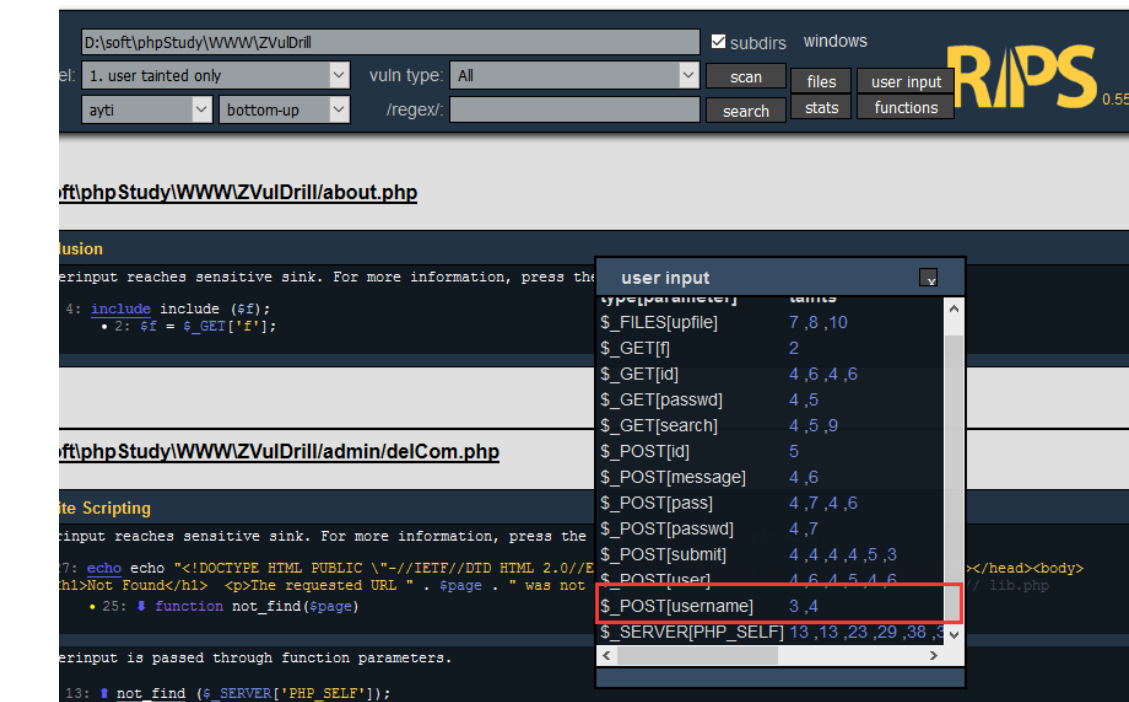 D:\soft\phpStudy\WWW\ZVulDrill
subdirs windows
el: 1. user tainted only vuln type: All scan files user input
ayti bottom-up /regex/: search stats functions
RIPS 0.55
oft\phpStudy\WWW\ZVulDrill/about.php
lusion
erinput reaches sensitive sink. For more information, press the
4: include include ($f);
• 2: $f = $_GET['f'];
user input
type[parameter] taints
$_FILES[upfile] 7 ,8 ,10
$_GET[f] 2
$_GET[id] 4 ,6 ,4 ,6
$_GET[passwd] 4 ,5
$_GET[search] 4 ,5 ,9
$_POST[id] 5
$_POST[message] 4 ,6
$_POST[pass] 4 ,7 ,4 ,6
$_POST[passwd] 4 ,7
$_POST[submit] 4 ,4 ,4 ,4 ,5 ,3
$_POST[user] 4 ,6 ,4 ,5 ,4 ,6
$_POST[username] 3 ,4
$_SERVER[PHP_SELF] 13 ,13 ,23 ,29 ,38 ,3
oft\phpStudy\WWW\ZVulDrill/admin/delCom.php
ite Scripting
rinput reaches sensitive sink. For more information, press the
27: echo echo "<!DOCTYPE HTML PUBLIC \"-//IETF//DTD HTML 2.0//E ></head><body>
<h1>Not Found</h1> <p>The requested URL " . $page . " was not // lib.php
• 25: function not_find($page)
erinput is passed through function parameters.
13: not_find ($_SERVER['PHP_SELF']);